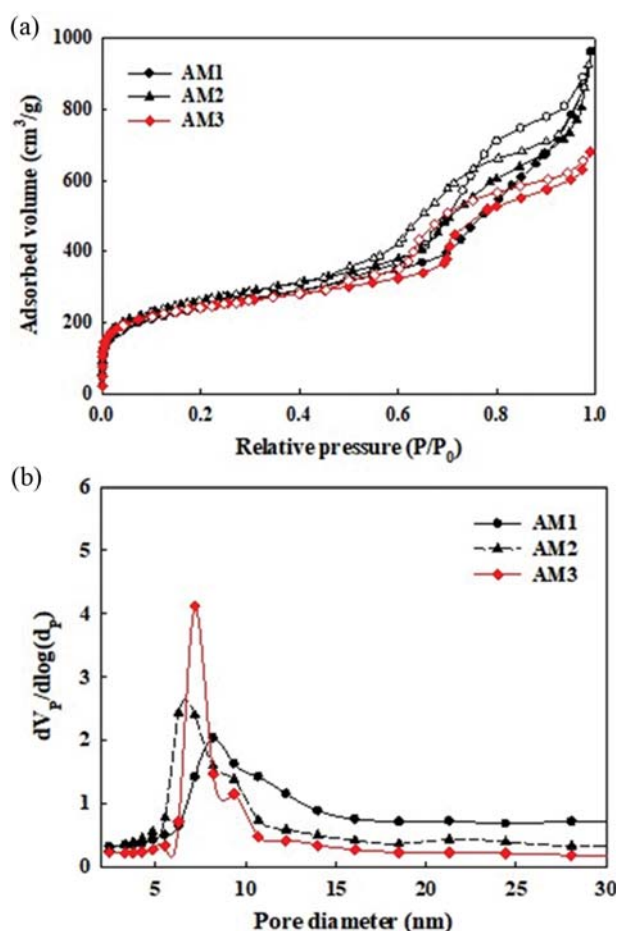 (a)
1000
800
600
400
200
0
Adsorbed volume (cm³/g)
AM1
AM2
AM3
0.0 0.2 0.4 0.6 0.8 1.0
Relative pressure (P/P₀)
(b)
6
5
4
3
2
1
0
dVₚ/dlog(dₚ)
AM1
AM2
AM3
5 10 15 20 25 30
Pore diameter (nm)